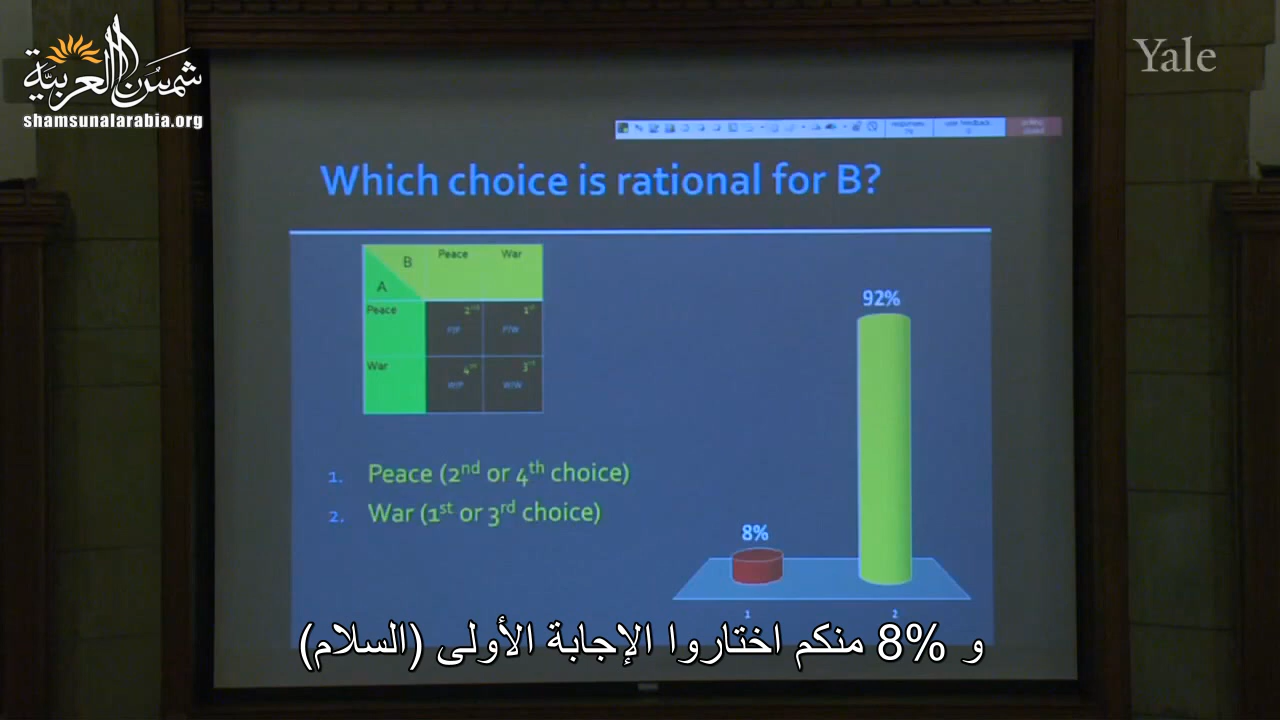 شمس العربية
shamsunalarabia.org
Yale
Which choice is rational for B?
B
A
Peace
War
Peace
2nd
1st
P/P
P/W
War
4th
3rd
W/P
W/W
92%
1. Peace (2nd or 4th choice)
2. War (1st or 3rd choice)
8%
1
2
و 8% منكم اختاروا الإجابة الأولى (السلام)